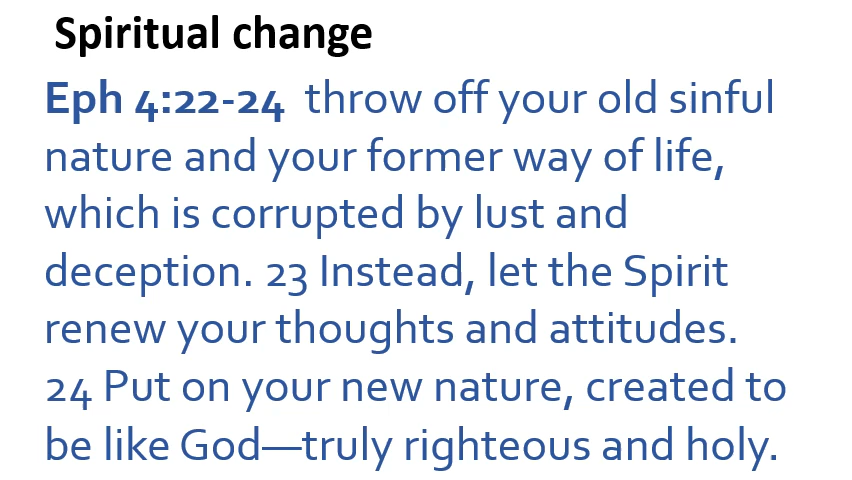 Spiritual change
Eph 4:22-24 throw off your old sinful
nature and your former way of life,
which is corrupted by lust and
deception. 23 Instead, let the Spirit
renew your thoughts and attitudes.
24 Put on your new nature, created to
be like God—truly righteous and holy.